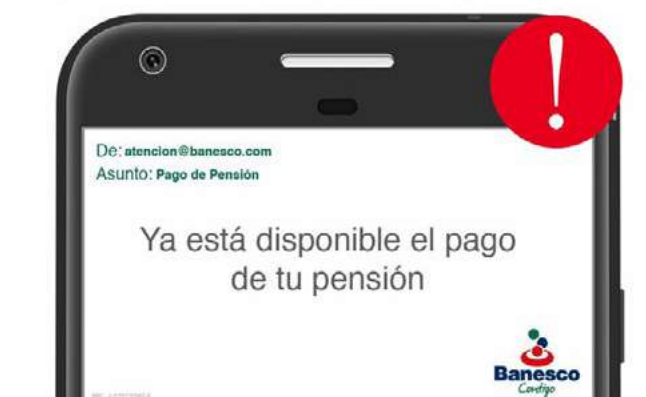 De: atencion@banesco.com
Asunto: Pago de Pensión
Ya está disponible el pago
de tu pensión
Banesco
Contigo